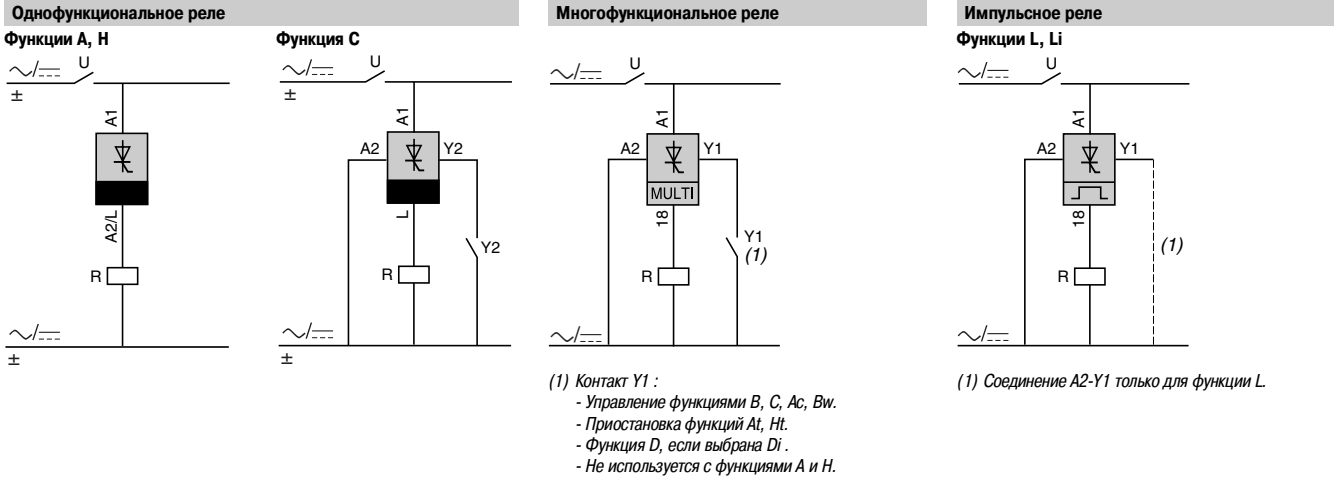 Однофункциональное реле
Многофункциональное реле
Импульсное реле
Функции A, H
Функция C
Функции L, Li
U
±
A1
A2/L
R
±
U
±
A1
A2
Y2
L
Y2
R
±
U
A1
A2
Y1
MULTI
18
Y1
(1)
R
U
A1
A2
Y1
18
(1)
R
(1) Контакт Y1 :
- Управление функциями B, C, Ac, Bw.
- Приостановка функций At, Ht.
- Функция D, если выбрана Di .
- Не используется с функциями A и H.
(1) Соединение A2-Y1 только для функции L.